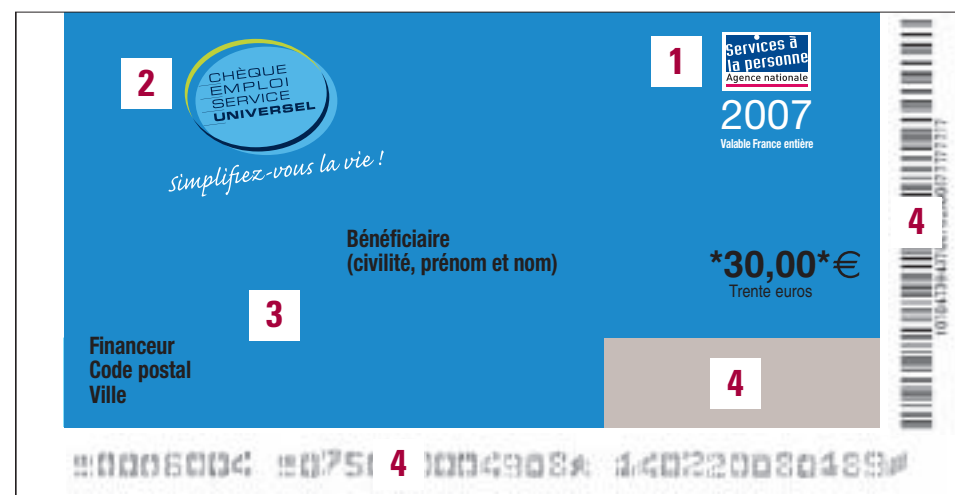 1
Services à
la personne
Agence nationale
2007
Valable France entière
2
CHÈQUE
EMPLOI
SERVICE
UNIVERSEL
simplifiez-vous la vie !
4
Bénéficiaire
(civilité, prénom et nom)
*30,00*€
Trente euros
3
Financeur
Code postal
Ville
4
4